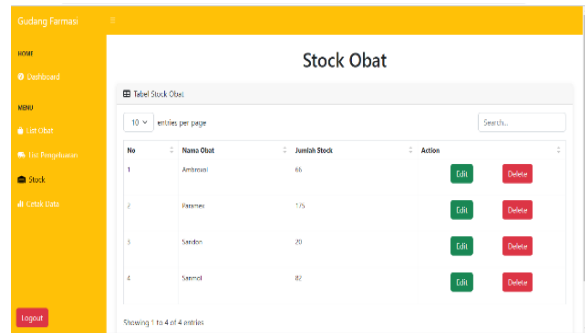 Gudang Farmasi
HOME
Dashboard
MENU
List Obat
List Pengeluaran
Stock
Cetak Data
Logout
Stock Obat
Tabel Stock Obat
10 entries per page
Search...
No Nama Obat Jumlah Stock Action
1 Ambroxol 66 Edit Delete
2 Paramex 175 Edit Delete
3 Sandon 20 Edit Delete
4 Sanmol 82 Edit Delete
Showing 1 to 4 of 4 entries